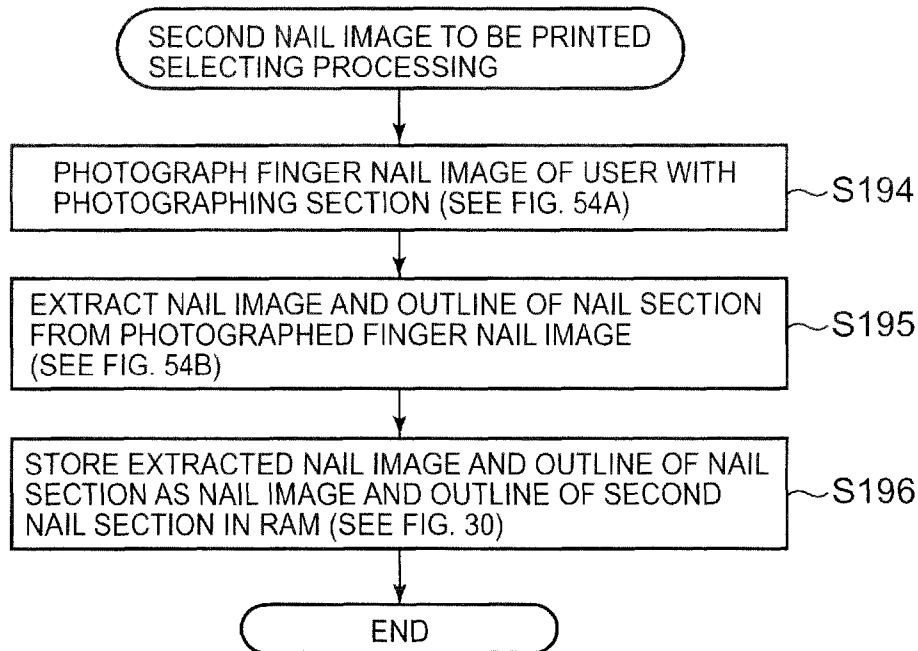 SECOND NAIL IMAGE TO BE PRINTED
SELECTING PROCESSING
PHOTOGRAPH FINGER NAIL IMAGE OF USER WITH
PHOTOGRAPHING SECTION (SEE FIG. 54A)
S194
EXTRACT NAIL IMAGE AND OUTLINE OF NAIL SECTION
FROM PHOTOGRAPHED FINGER NAIL IMAGE
(SEE FIG. 54B)
S195
STORE EXTRACTED NAIL IMAGE AND OUTLINE OF NAIL
SECTION AS NAIL IMAGE AND OUTLINE OF SECOND
NAIL SECTION IN RAM (SEE FIG. 30)
S196
END